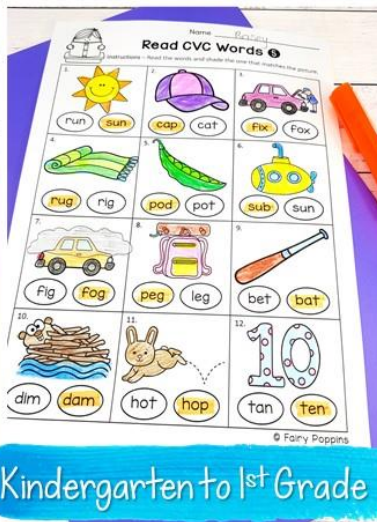 Name
Read CVC Words 5
Instructions - Read the words and shade the one that matches the picture.
1.
run sun
2.
cap cat
3.
fix fox
4.
rug rig
5.
pod pot
6.
sub sun
7.
fig fog
8.
peg leg
9.
bet bat
10.
dim dam
11.
hot hop
12.
10
tan ten
© Fairy Poppins
Kindergarten to 1st Grade